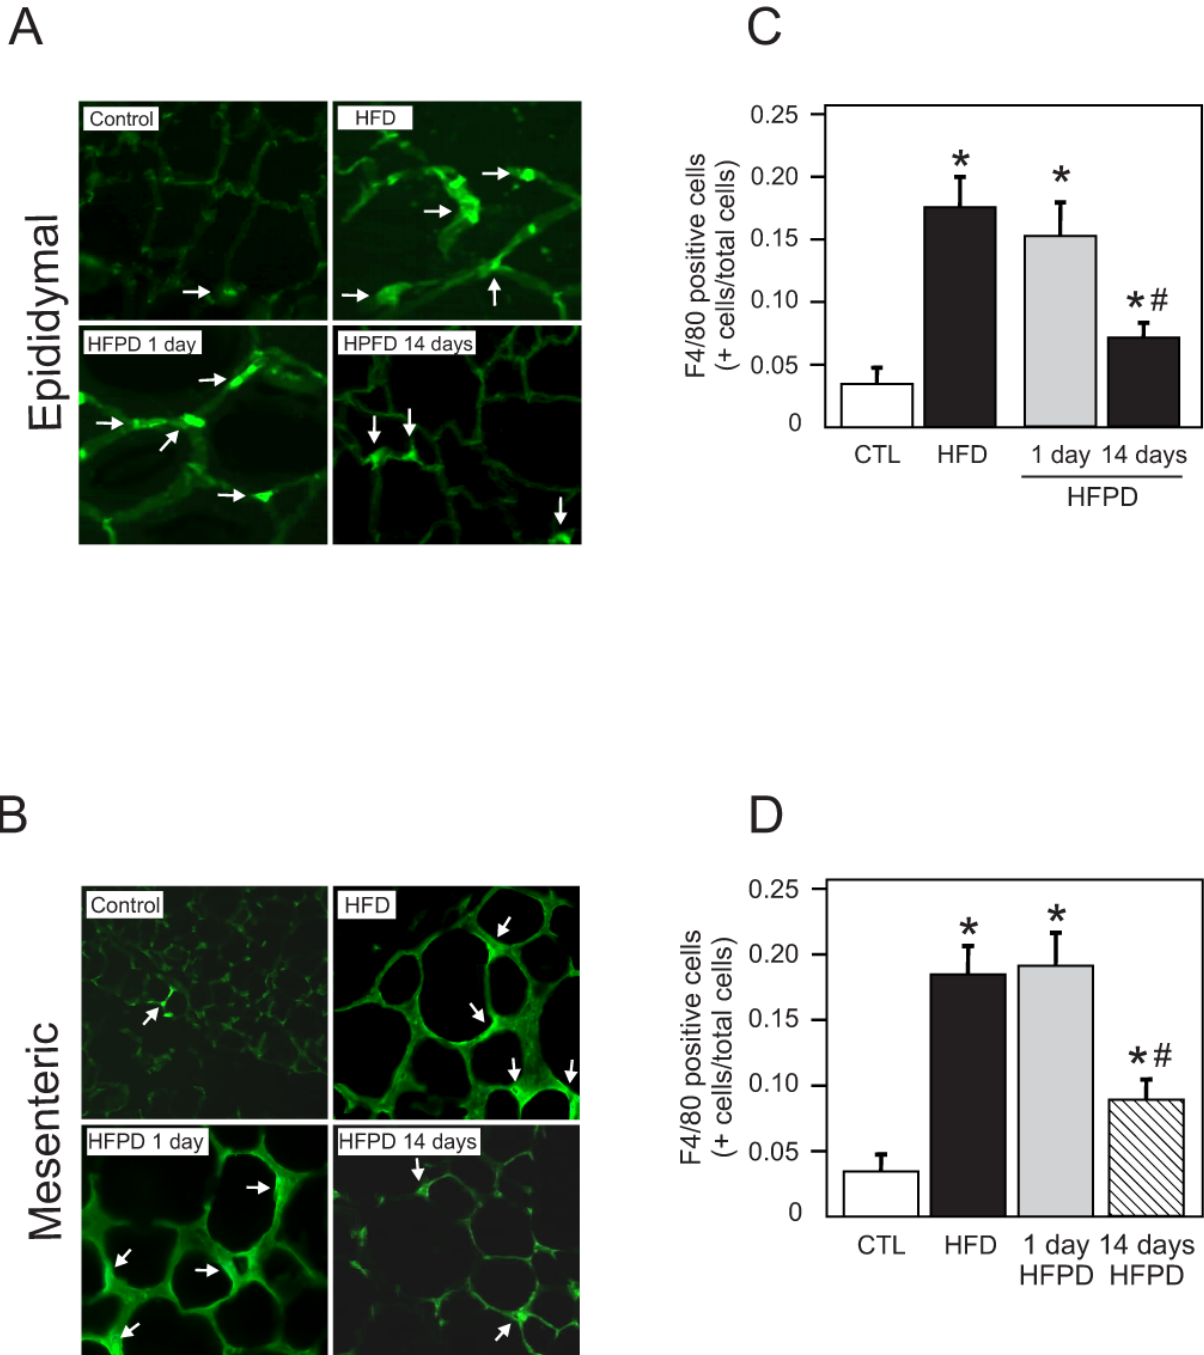 A
Epididymal
Control
HFD
HFPD 1 day
HPFD 14 days
C
F4/80 positive cells
(+ cells/total cells)
0.25
0.20
0.15
0.10
0.05
0
*
*
* #
CTL
HFD
1 day
14 days
HFPD
B
Mesenteric
Control
HFD
HFPD 1 day
HFPD 14 days
D
F4/80 positive cells
(+ cells/total cells)
0.25
0.20
0.15
0.10
0.05
0
*
*
* #
CTL
HFD
1 day
HFPD
14 days
HFPD